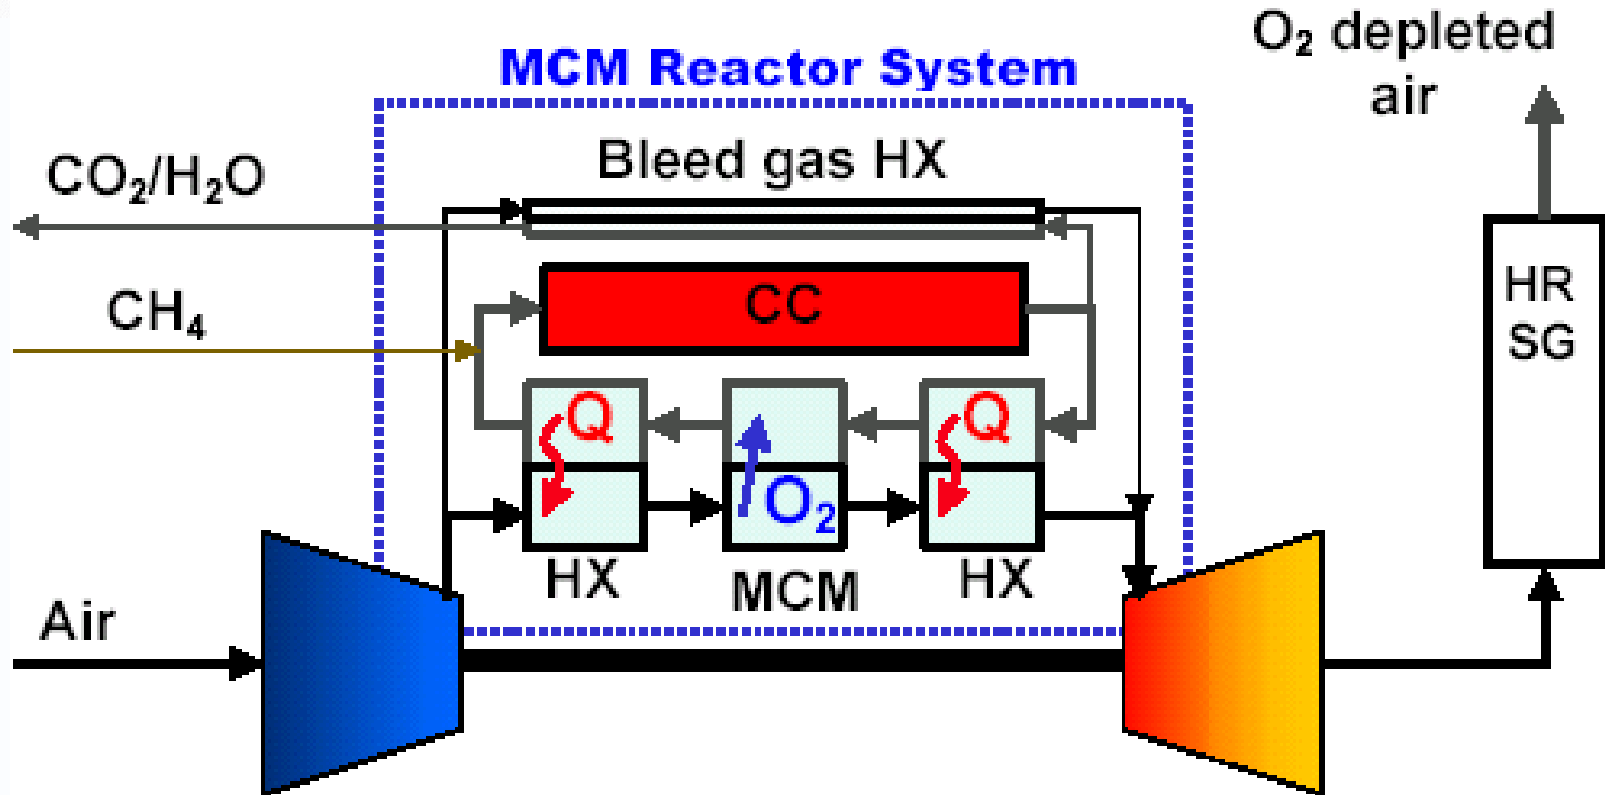 O₂ depleted
air
MCM Reactor System
Bleed gas HX
CO₂/H₂O
CH₄
CC
HR
SG
Q
Q
O₂
HX
MCM
HX
Air